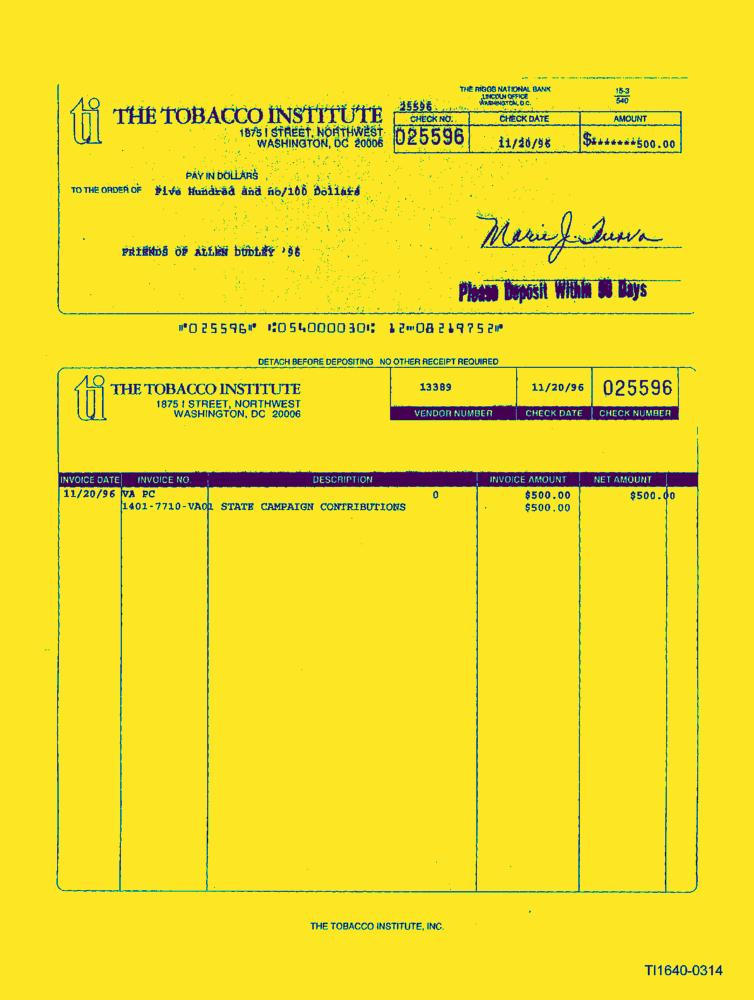 THE RIGGS NATIONAL BANK
LINCOLN OFFICE
WASHINGTON, D.C.
15-3
540
25596
ti THE TOBACCO INSTITUTE
1875 I STREET, NORTHWEST
WASHINGTON, DC 20006
CHECK NO. CHECK DATE AMOUNT
025596 11/20/96 $*******500.00
PAY IN DOLLARS
TO THE ORDER OF Five Hundred and no/100 Dollars
FRIENDS OF ALLEN DUDLEY '96
Marie J.
Please Deposit Within 90 Days
⑈025596⑈ ⑆054000030⑆ 12⑉08219752⑈
DETACH BEFORE DEPOSITING NO OTHER RECEIPT REQUIRED
ti THE TOBACCO INSTITUTE
1875 I STREET, NORTHWEST
WASHINGTON, DC 20006
13389 11/20/96 025596
VENDOR NUMBER CHECK DATE CHECK NUMBER
INVOICE DATE INVOICE NO. DESCRIPTION INVOICE AMOUNT NET AMOUNT
11/20/96 VA PC 0 $500.00 $500.00
1401-7710-VA01 STATE CAMPAIGN CONTRIBUTIONS $500.00
THE TOBACCO INSTITUTE, INC.
TI1640-0314